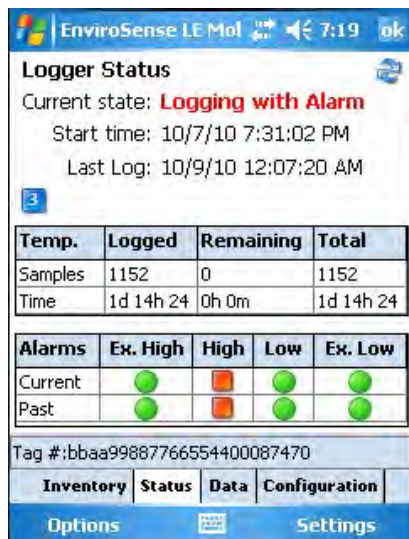 EnviroSense LE Mol 7:19 ok
Logger Status
Current state: Logging with Alarm
Start time: 10/7/10 7:31:02 PM
Last Log: 10/9/10 12:07:20 AM
3
Temp. Logged Remaining Total
Samples 1152 0 1152
Time 1d 14h 24 0h 0m 1d 14h 24
Alarms Ex. High High Low Ex. Low
Current
Past
Tag #:bbaa99887766554400087470
Inventory Status Data Configuration
Options Settings